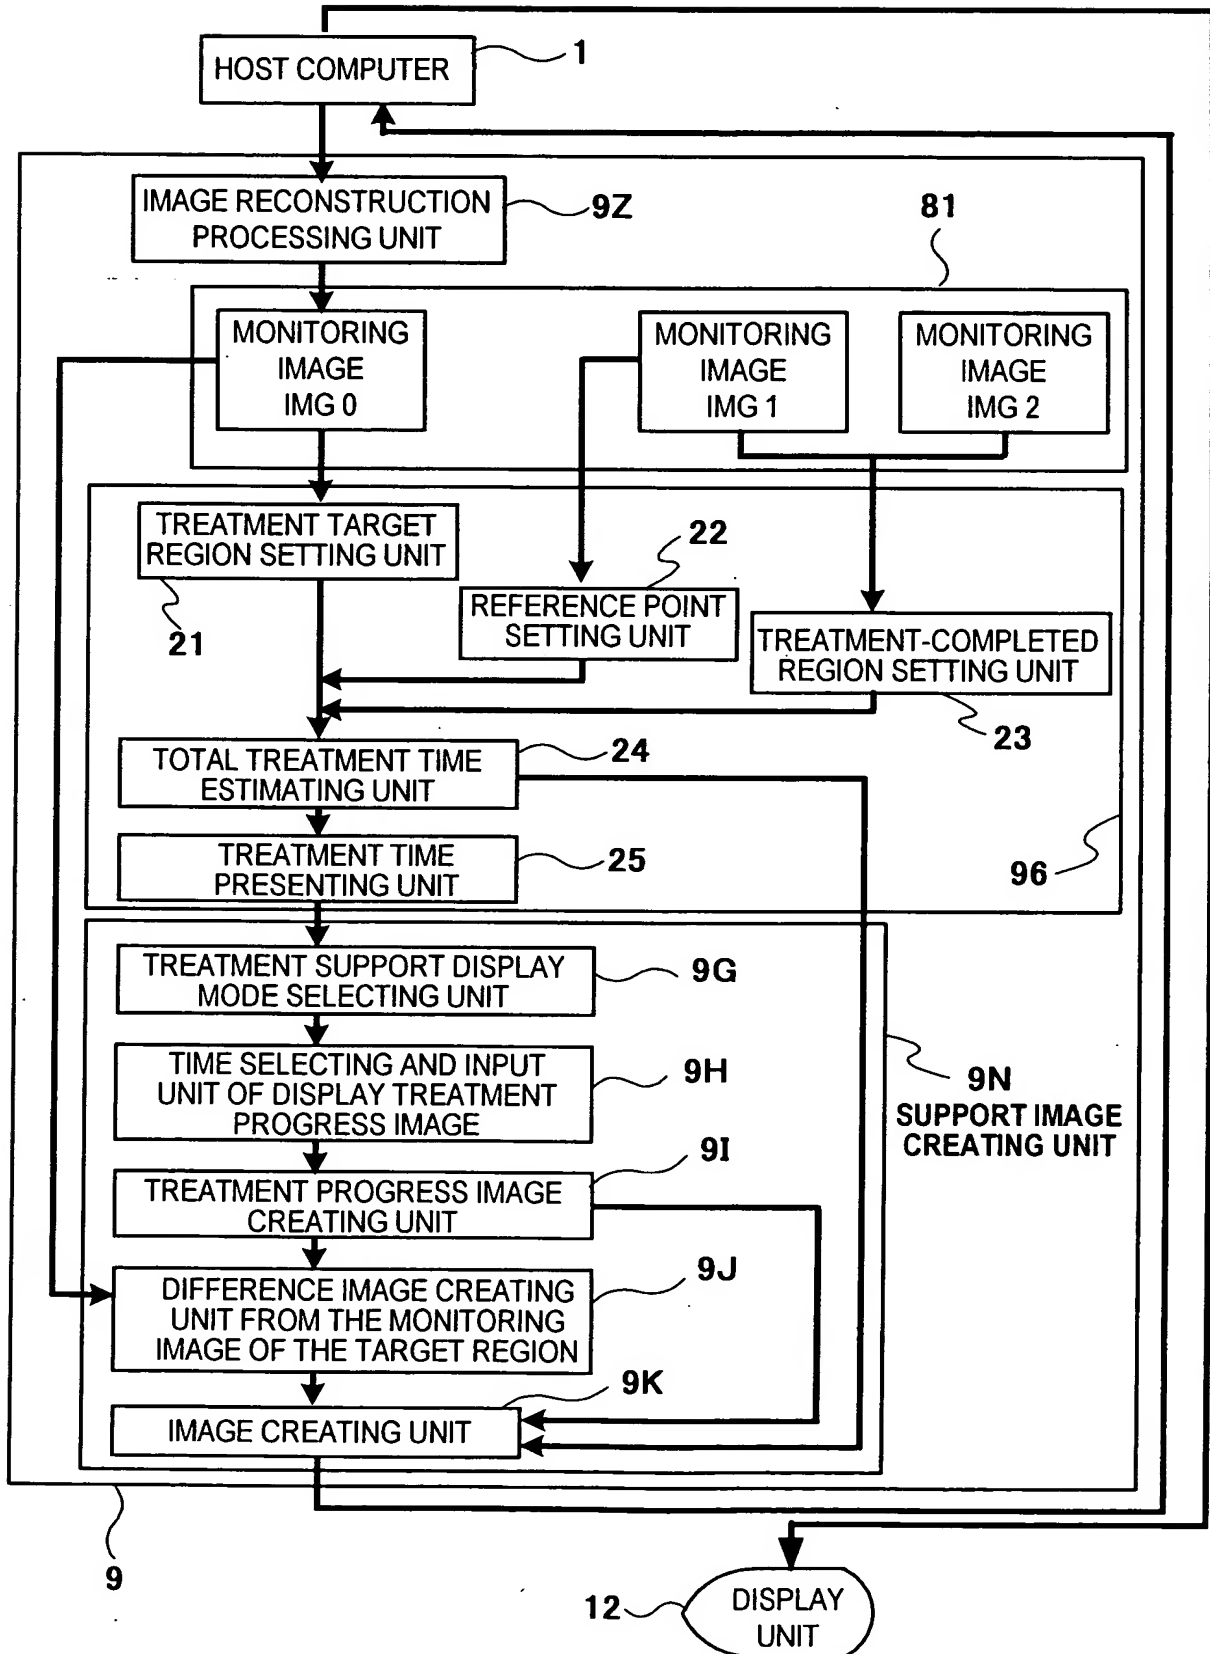 HOST COMPUTER
1
IMAGE RECONSTRUCTION
PROCESSING UNIT
9Z
81
MONITORING
IMAGE
IMG 0
MONITORING
IMAGE
IMG 1
MONITORING
IMAGE
IMG 2
TREATMENT TARGET
REGION SETTING UNIT
21
22
REFERENCE POINT
SETTING UNIT
TREATMENT-COMPLETED
REGION SETTING UNIT
23
TOTAL TREATMENT TIME
ESTIMATING UNIT
24
TREATMENT TIME
PRESENTING UNIT
25
96
TREATMENT SUPPORT DISPLAY
MODE SELECTING UNIT
9G
TIME SELECTING AND INPUT
UNIT OF DISPLAY TREATMENT
PROGRESS IMAGE
9H
9N
SUPPORT IMAGE
CREATING UNIT
9I
TREATMENT PROGRESS IMAGE
CREATING UNIT
DIFFERENCE IMAGE CREATING
UNIT FROM THE MONITORING
IMAGE OF THE TARGET REGION
9J
9K
IMAGE CREATING UNIT
9
12
DISPLAY
UNIT